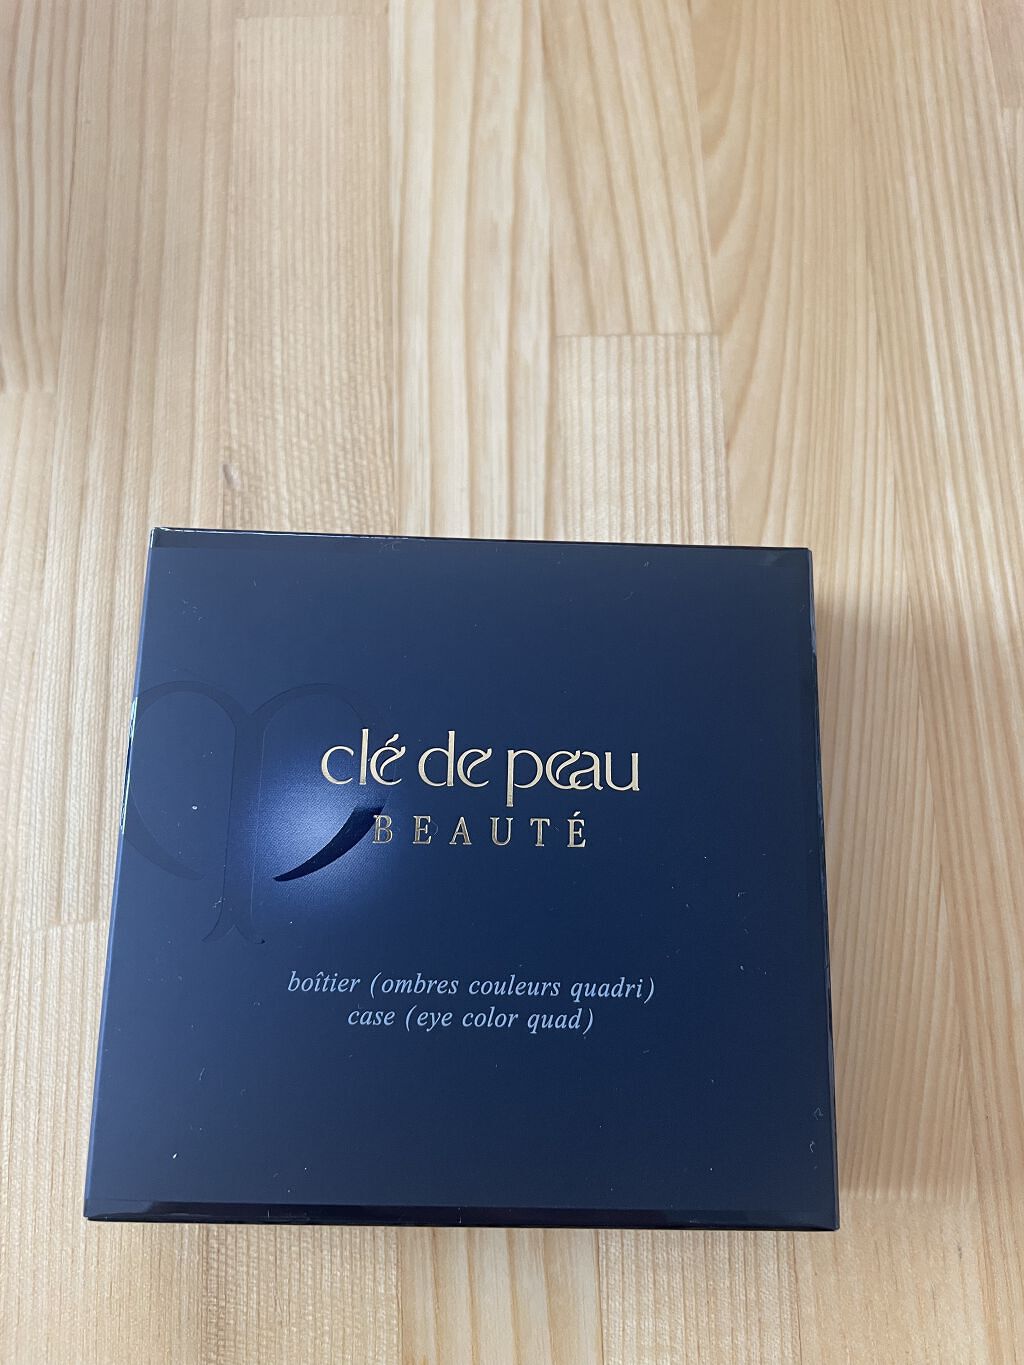 clé de peau
BEAUTÉ
boîtier (ombres couleurs quadri)
case (eye color quad)